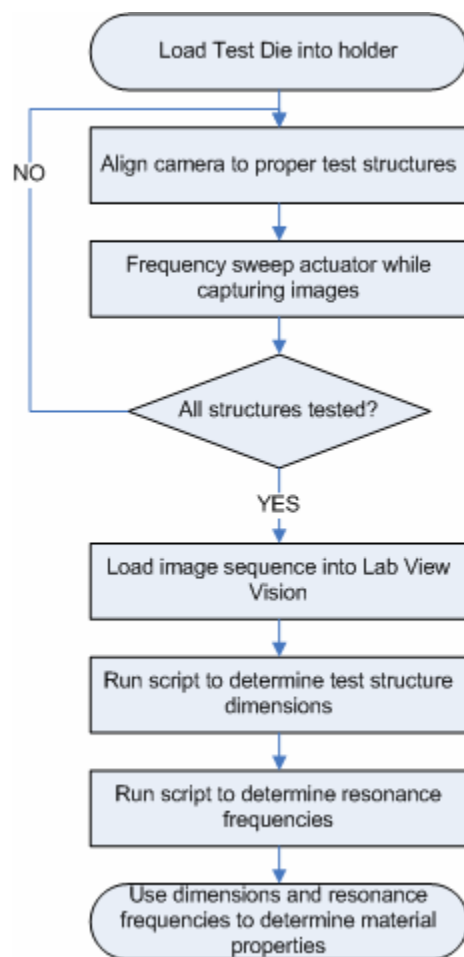 Load Test Die into holder
NO
Align camera to proper test structures
Frequency sweep actuator while
capturing images
All structures tested?
YES
Load image sequence into Lab View
Vision
Run script to determine test structure
dimensions
Run script to determine resonance
frequencies
Use dimensions and resonance
frequencies to determine material
properties